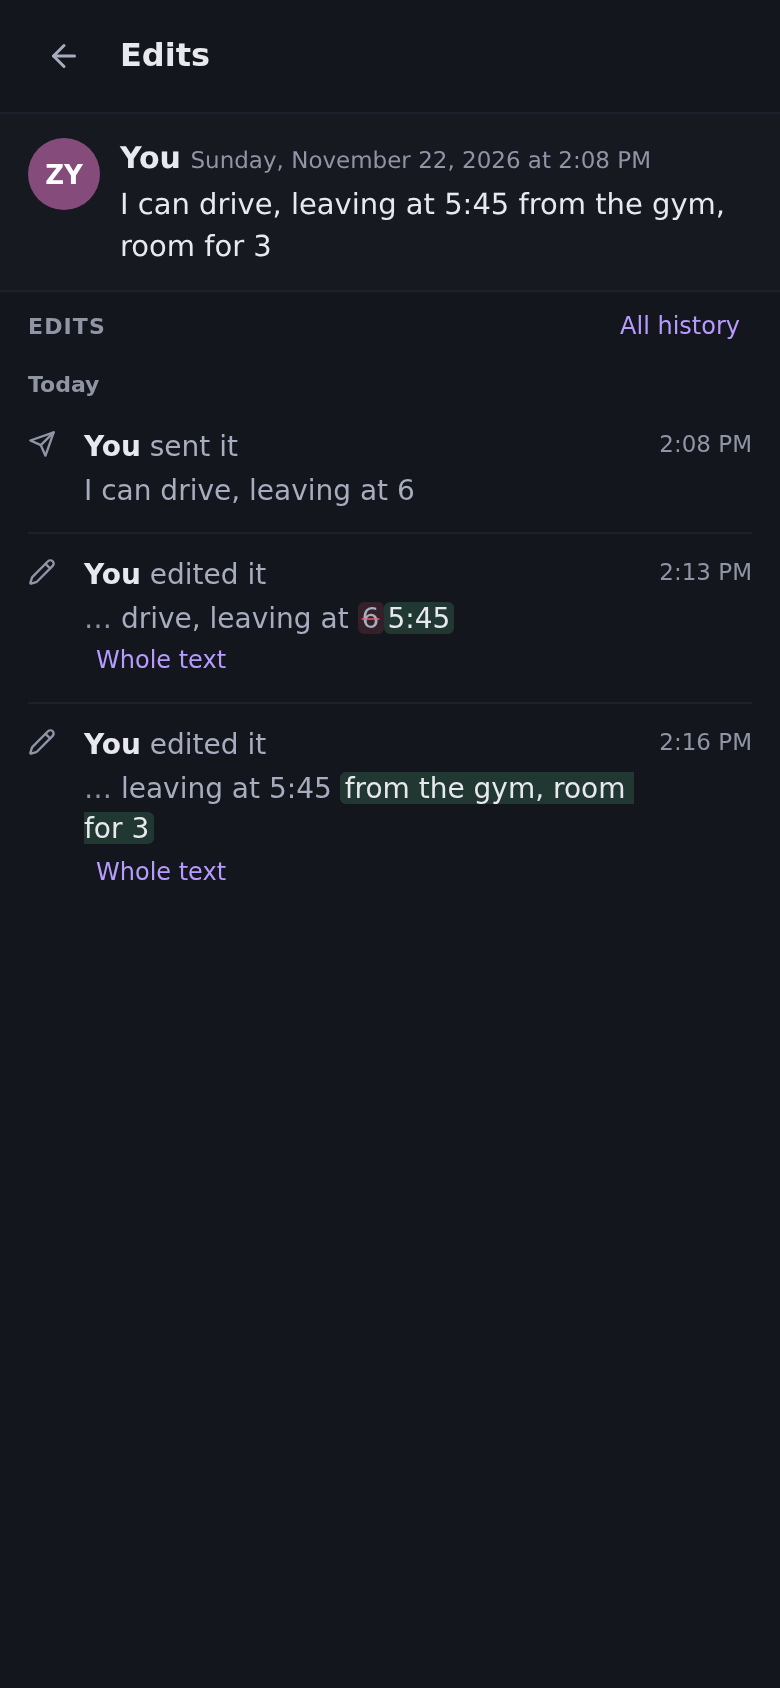 Edits
ZY
You Sunday, November 22, 2026 at 2:08 PM
I can drive, leaving at 5:45 from the gym,
room for 3
EDITS All history
Today
You sent it 2:08 PM
I can drive, leaving at 6
You edited it 2:13 PM
… drive, leaving at 6 5:45
Whole text
You edited it 2:16 PM
… leaving at 5:45 from the gym, room
for 3
Whole text